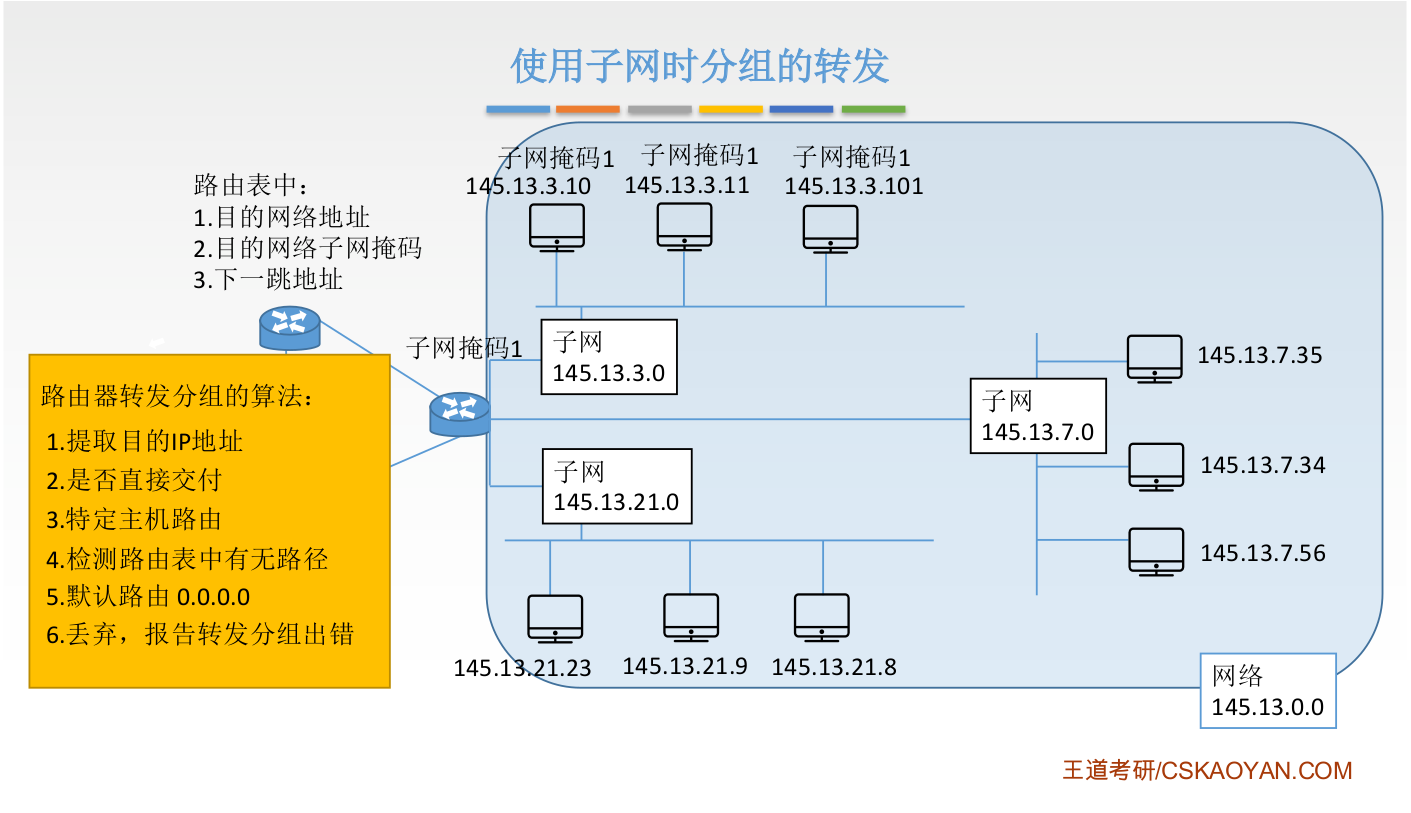 使用子网时分组的转发
子网掩码1
145.13.3.10
子网掩码1
145.13.3.11
子网掩码1
145.13.3.101
路由表中：
1.目的网络地址
2.目的网络子网掩码
3.下一跳地址
子网掩码1
子网
145.13.3.0
子网
145.13.7.0
145.13.7.35
145.13.7.34
145.13.7.56
子网
145.13.21.0
145.13.21.23
145.13.21.9
145.13.21.8
路由器转发分组的算法：
1.提取目的IP地址
2.是否直接交付
3.特定主机路由
4.检测路由表中有无路径
5.默认路由 0.0.0.0
6.丢弃，报告转发分组出错
网络
145.13.0.0
王道考研/CSKAOYAN.COM